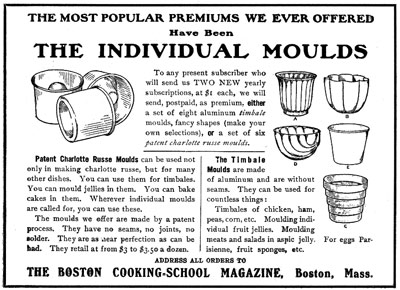 THE MOST POPULAR PREMIUMS WE EVER OFFERED
Have Been
THE INDIVIDUAL MOULDS
To any present subscriber who
will send us TWO NEW yearly
subscriptions, at $1 each, we will
send, postpaid, as premium, either
a set of eight aluminum timbale
moulds, fancy shapes (make your
own selections), or a set of six
patent charlotte russe moulds.
A
B
D
E
C
Patent Charlotte Russe Moulds can be used not
only in making charlotte russe, but for many
other dishes. You can use them for timbales.
You can mould jellies in them. You can bake
cakes in them. Wherever individual moulds
are called for, you can use these.
The moulds we offer are made by a patent
process. They have no seams, no joints, no
solder. They are as near perfection as can be
had. They retail at from $3 to $3.50 a dozen.
The Timbale
Moulds are made
of aluminum and are without
seams. They can be used for
countless things:
Timbales of chicken, ham,
peas, corn, etc. Moulding indi-
vidual fruit jellies. Moulding
meats and salads in aspic jelly.
For eggs Par-
isienne, fruit sponges, etc.
ADDRESS ALL ORDERS TO
THE BOSTON COOKING-SCHOOL MAGAZINE, Boston, Mass.